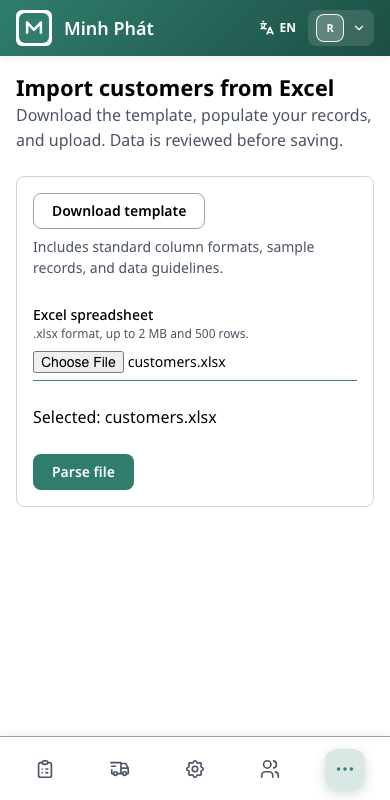 Minh Phát
EN
R
Import customers from Excel
Download the template, populate your records,
and upload. Data is reviewed before saving.
Download template
Includes standard column formats, sample
records, and data guidelines.
Excel spreadsheet
.xlsx format, up to 2 MB and 500 rows.
Choose File customers.xlsx
Selected: customers.xlsx
Parse file